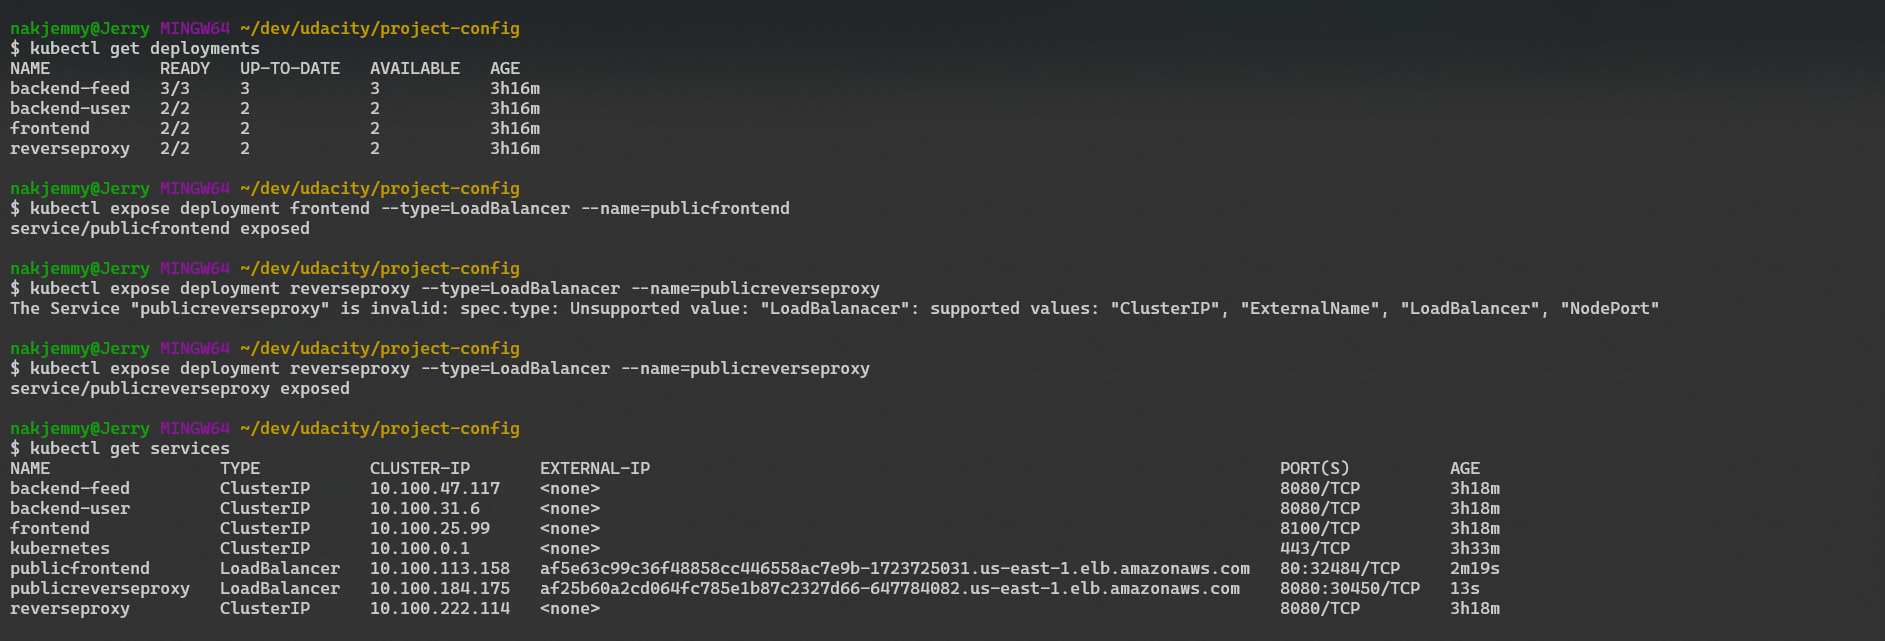 nakjemmy@Jerry MINGW64 ~/dev/udacity/project-config
$ kubectl get deployments
NAME           READY   UP-TO-DATE   AVAILABLE   AGE
backend-feed   3/3     3            3           3h16m
backend-user   2/2     2            2           3h16m
frontend       2/2     2            2           3h16m
reverseproxy   2/2     2            2           3h16m
nakjemmy@Jerry MINGW64 ~/dev/udacity/project-config
$ kubectl expose deployment frontend --type=LoadBalancer --name=publicfrontend
service/publicfrontend exposed
nakjemmy@Jerry MINGW64 ~/dev/udacity/project-config
$ kubectl expose deployment reverseproxy --type=LoadBalanacer --name=publicreverseproxy
The Service "publicreverseproxy" is invalid: spec.type: Unsupported value: "LoadBalanacer": supported values: "ClusterIP", "ExternalName", "LoadBalancer", "NodePort"
nakjemmy@Jerry MINGW64 ~/dev/udacity/project-config
$ kubectl expose deployment reverseproxy --type=LoadBalancer --name=publicreverseproxy
service/publicreverseproxy exposed
nakjemmy@Jerry MINGW64 ~/dev/udacity/project-config
$ kubectl get services
NAME                 TYPE           CLUSTER-IP       EXTERNAL-IP                                                               PORT(S)          AGE
backend-feed         ClusterIP      10.100.47.117    <none>                                                                    8080/TCP         3h18m
backend-user         ClusterIP      10.100.31.6      <none>                                                                    8080/TCP         3h18m
frontend             ClusterIP      10.100.25.99     <none>                                                                    8100/TCP         3h18m
kubernetes           ClusterIP      10.100.0.1       <none>                                                                    443/TCP          3h33m
publicfrontend       LoadBalancer   10.100.113.158   af5e63c99c36f48858cc446558ac7e9b-1723725031.us-east-1.elb.amazonaws.com   80:32484/TCP     2m19s
publicreverseproxy   LoadBalancer   10.100.184.175   af25b60a2cd064fc785e1b87c2327d66-647784082.us-east-1.elb.amazonaws.com    8080:30450/TCP   13s
reverseproxy         ClusterIP      10.100.222.114   <none>                                                                    8080/TCP         3h18m